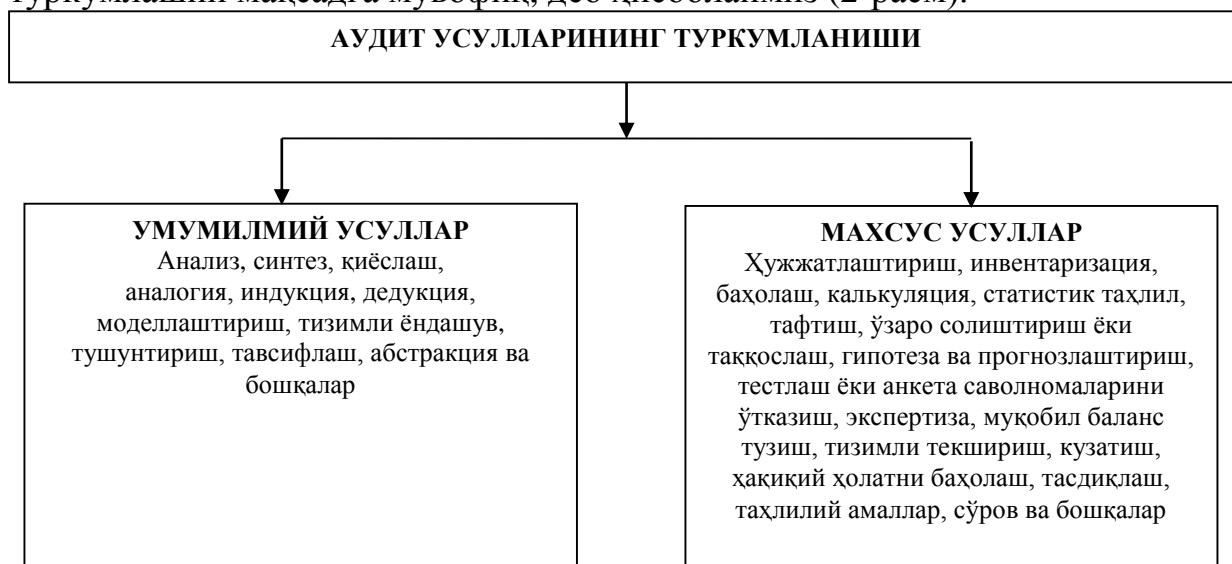 туркумлашни мақсадга мувофиқ, деб ҳисобланмиз (2-расм).
АУДИТ УСУЛЛАРИНИНГ ТУРКУМЛАНИШИ
УМУМИЛМИЙ УСУЛЛАР
Анализ, синтез, қиёслаш,
аналогия, индукция, дедукция,
моделлаштириш, тизимли ёндашув,
тушунтириш, тавсифлаш, абстракция ва
бошқалар
МАХСУС УСУЛЛАР
Ҳужжатлаштириш, инвентаризация,
баҳолаш, калькуляция, статистик таҳлил,
тафтиш, ўзаро солиштириш ёки
таққослаш, гипотеза ва прогнозлаштириш,
тестлаш ёки анкета саволномаларини
ўтказиш, экспертиза, муқобил баланс
тузиш, тизимли текшириш, кузатиш,
ҳақиқий ҳолатни баҳолаш, тасдиқлаш,
таҳлилий амаллар, сўров ва бошқалар